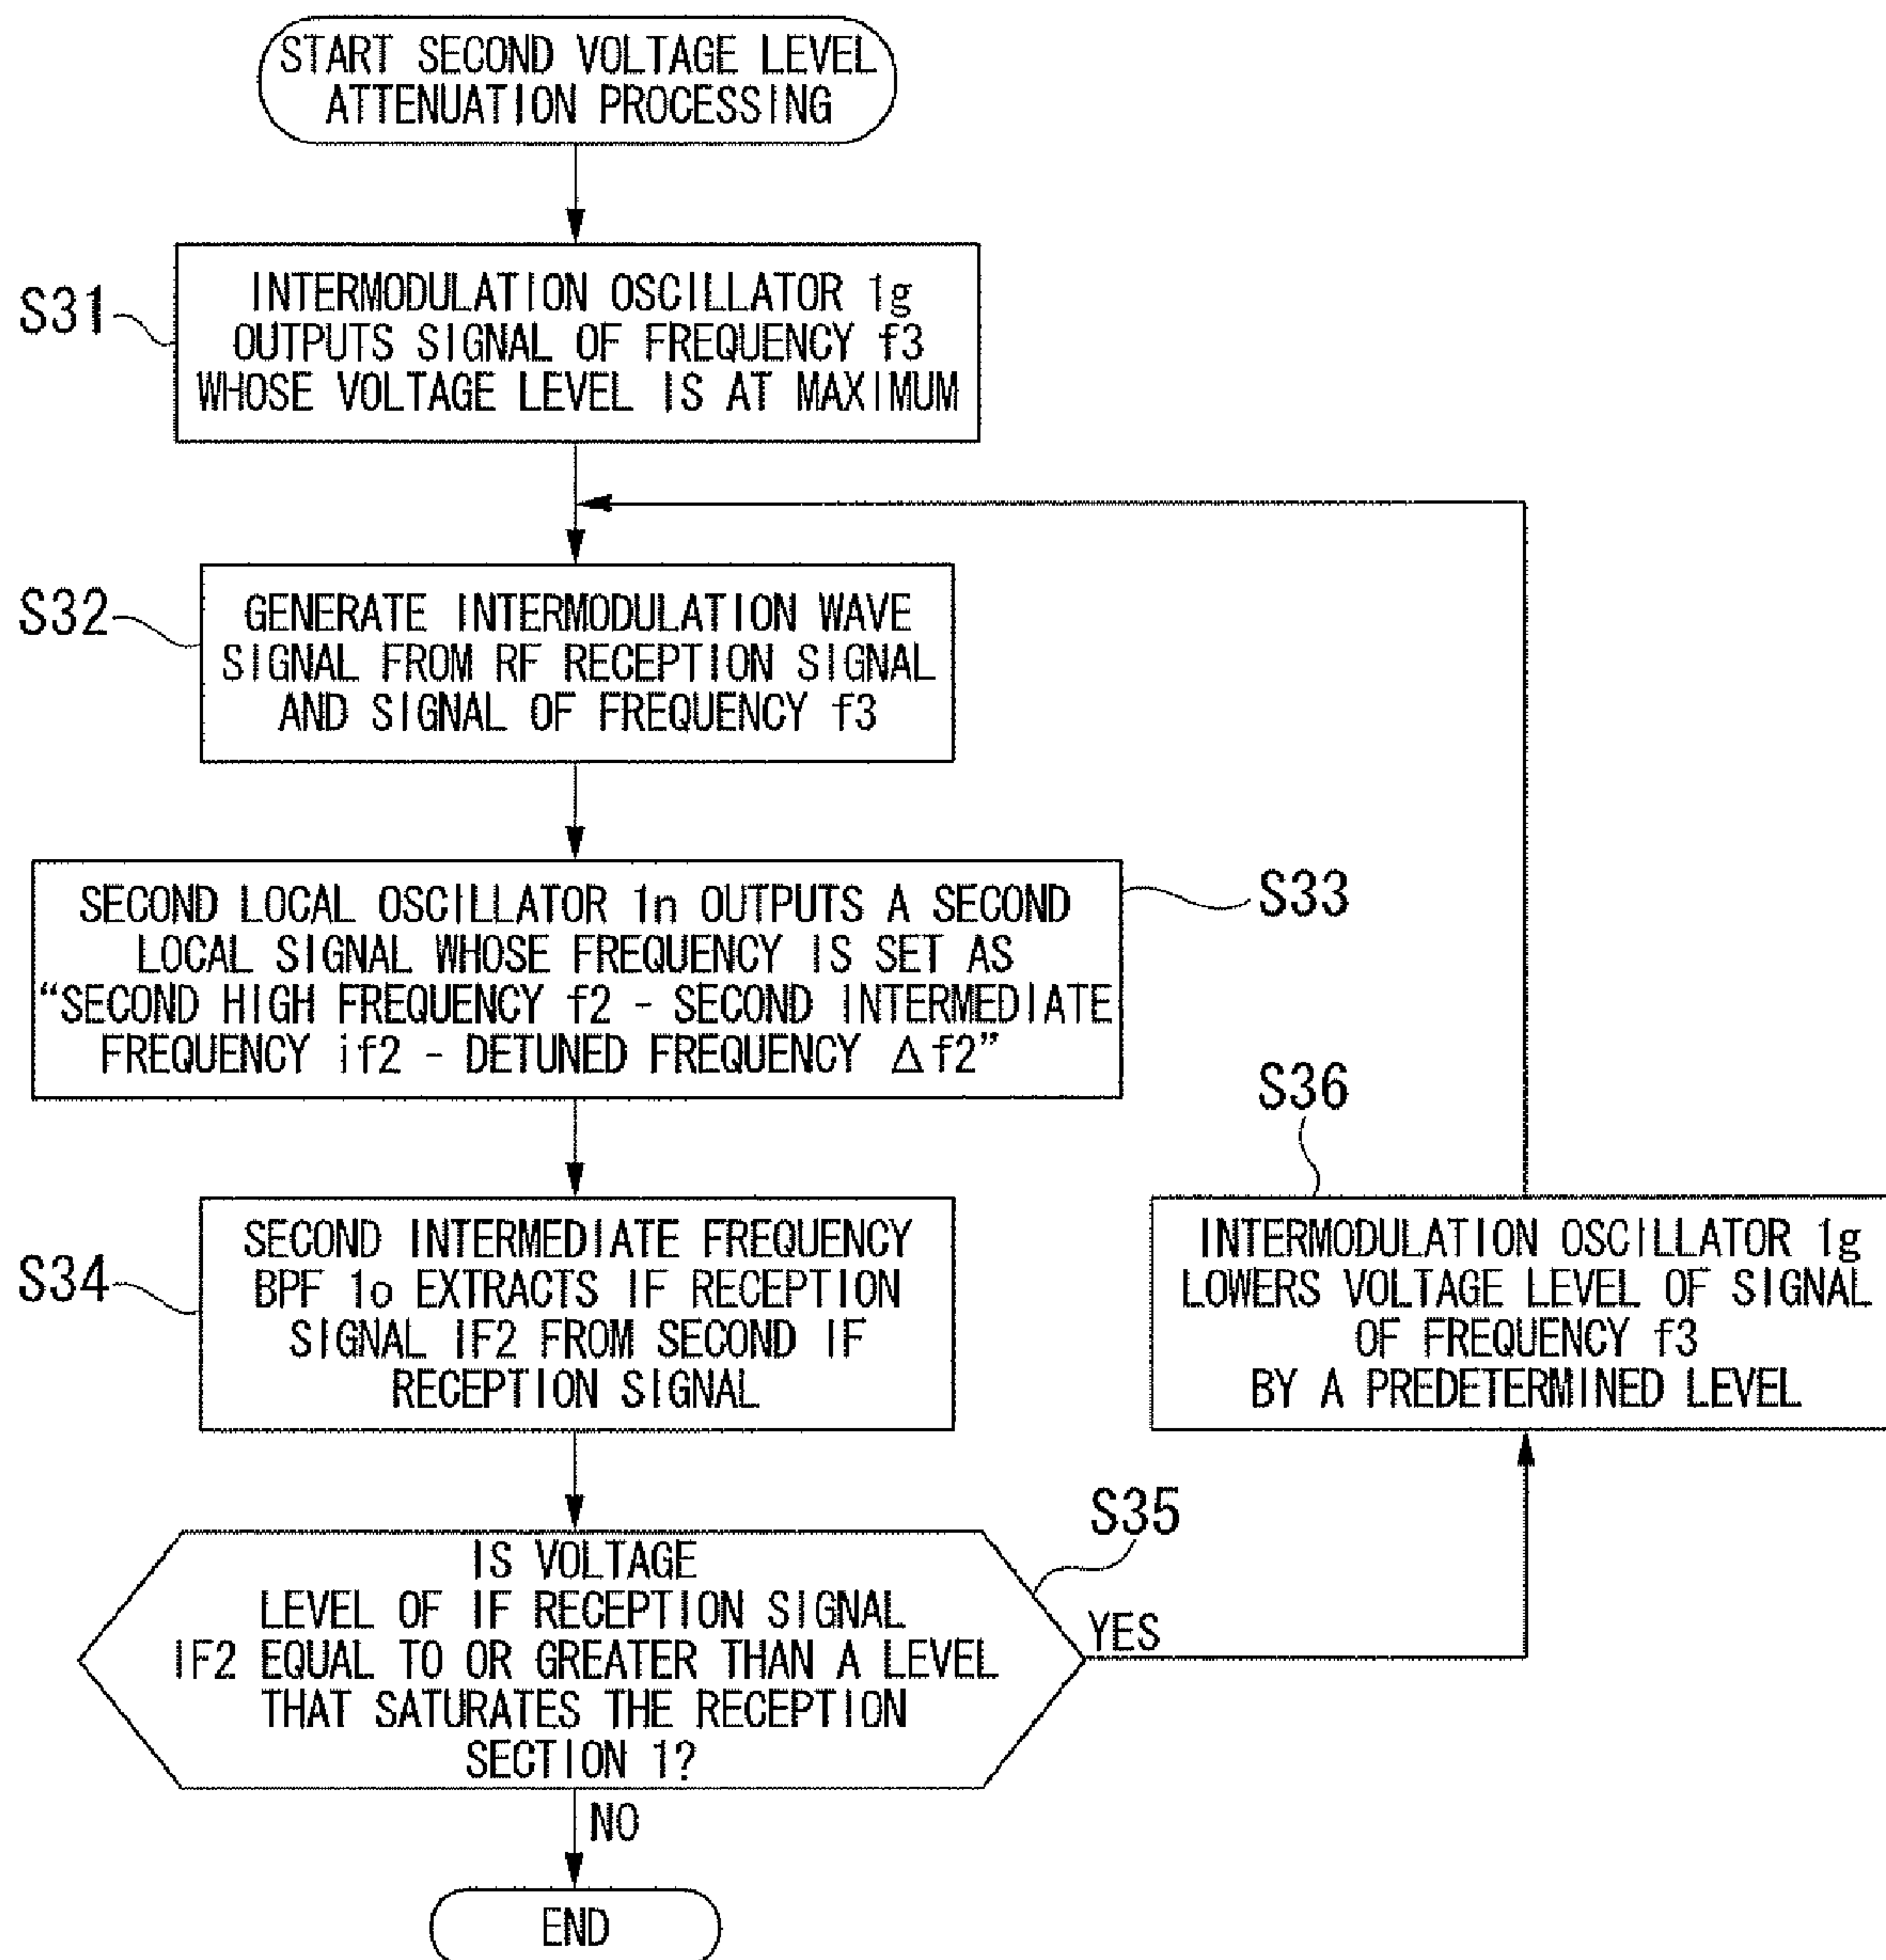 START SECOND VOLTAGE LEVEL
ATTENUATION PROCESSING
S31
INTERMODULATION OSCILLATOR 1g
OUTPUTS SIGNAL OF FREQUENCY f3
WHOSE VOLTAGE LEVEL IS AT MAXIMUM
S32
GENERATE INTERMODULATION WAVE
SIGNAL FROM RF RECEPTION SIGNAL
AND SIGNAL OF FREQUENCY f3
S33
SECOND LOCAL OSCILLATOR 1n OUTPUTS A SECOND
LOCAL SIGNAL WHOSE FREQUENCY IS SET AS
“SECOND HIGH FREQUENCY f2 - SECOND INTERMEDIATE
FREQUENCY if2 - DETUNED FREQUENCY Δf2”
S34
SECOND INTERMEDIATE FREQUENCY
BPF 1o EXTRACTS IF RECEPTION
SIGNAL IF2 FROM SECOND IF
RECEPTION SIGNAL
S35
IS VOLTAGE
LEVEL OF IF RECEPTION SIGNAL
IF2 EQUAL TO OR GREATER THAN A LEVEL
THAT SATURATES THE RECEPTION
SECTION 1?
YES
S36
INTERMODULATION OSCILLATOR 1g
LOWERS VOLTAGE LEVEL OF SIGNAL
OF FREQUENCY f3
BY A PREDETERMINED LEVEL
NO
END